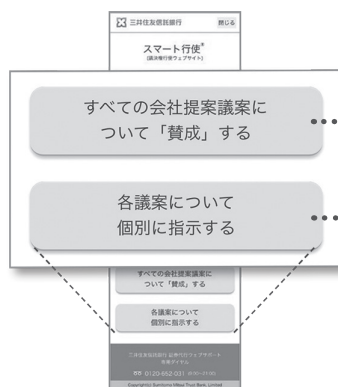 三井住友信託銀行
閉じる
スマート行使®
(議決権行使ウェブサイト)
すべての会社提案議案に
ついて「賛成」する
各議案について
個別に指示する
すべての会社提案議案に
ついて「賛成」する
各議案について
個別に指示する
三井住友信託銀行 証券代行ウェブサポート
専用ダイヤル
0120-652-031
Copyright(c) Sumitomo Mitsui Trust Bank, Limited